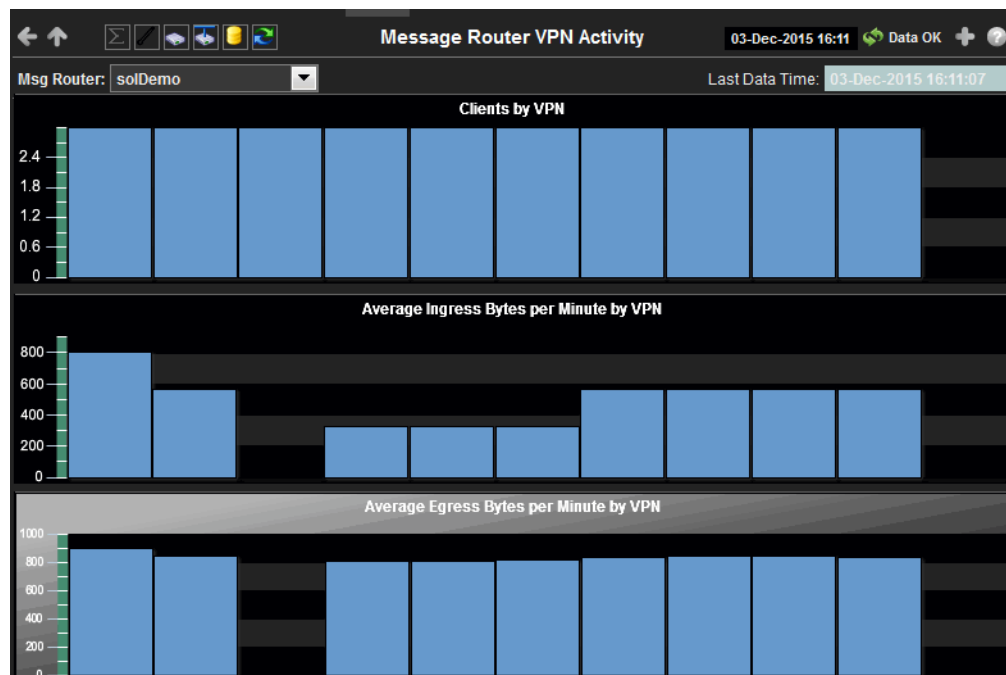 Message Router VPN Activity
03-Dec-2015 16:11
Data OK
Msg Router:
solDemo
Last Data Time:
03-Dec-2015 16:11:07
Clients by VPN
2.4
1.8
1.2
0.6
0
Average Ingress Bytes per Minute by VPN
800
600
400
200
0
Average Egress Bytes per Minute by VPN
1000
800
600
400
200
0